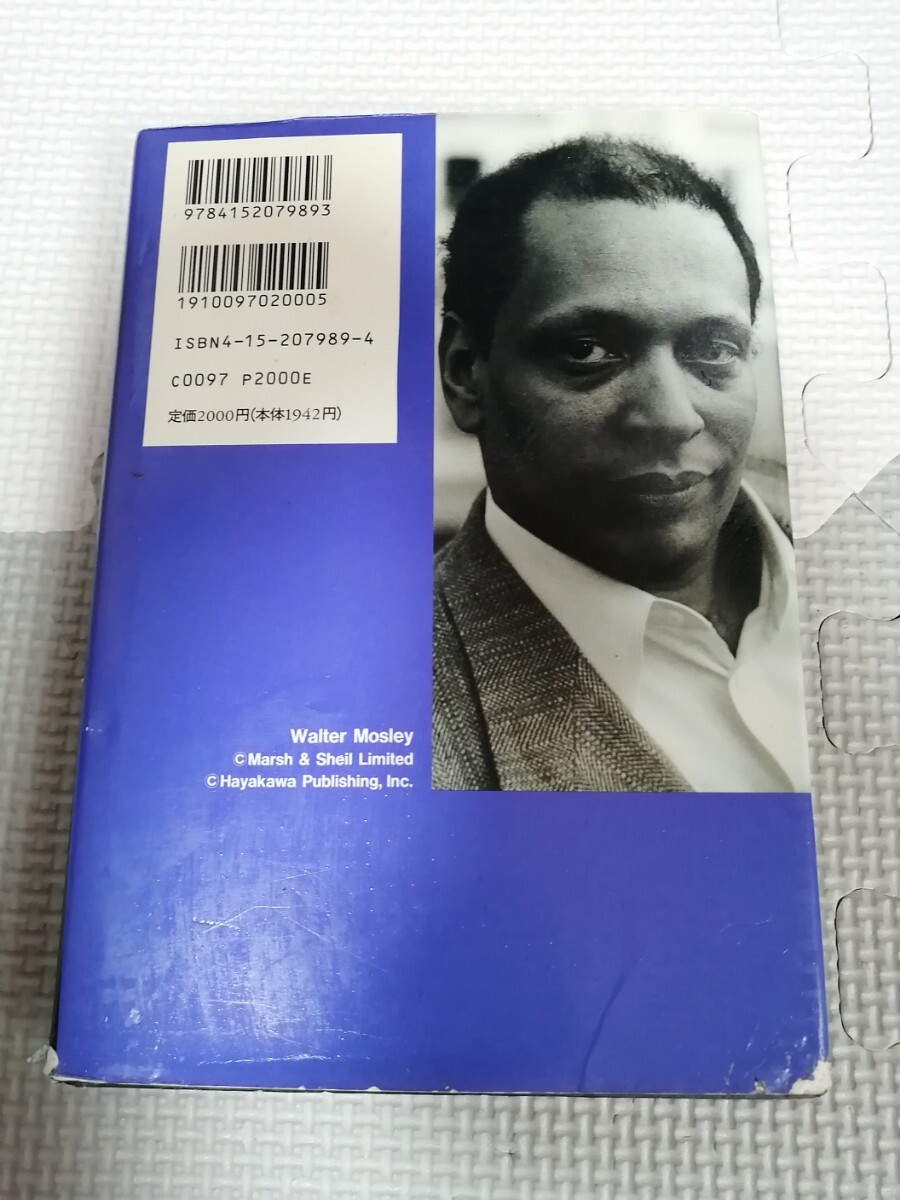 9784152079893
1910097020005
ISBN4-15-207989-4
C0097 P2000E
定価2000円(本体1942円)
Walter Mosley
©Marsh & Sheil Limited
©Hayakawa Publishing, Inc.